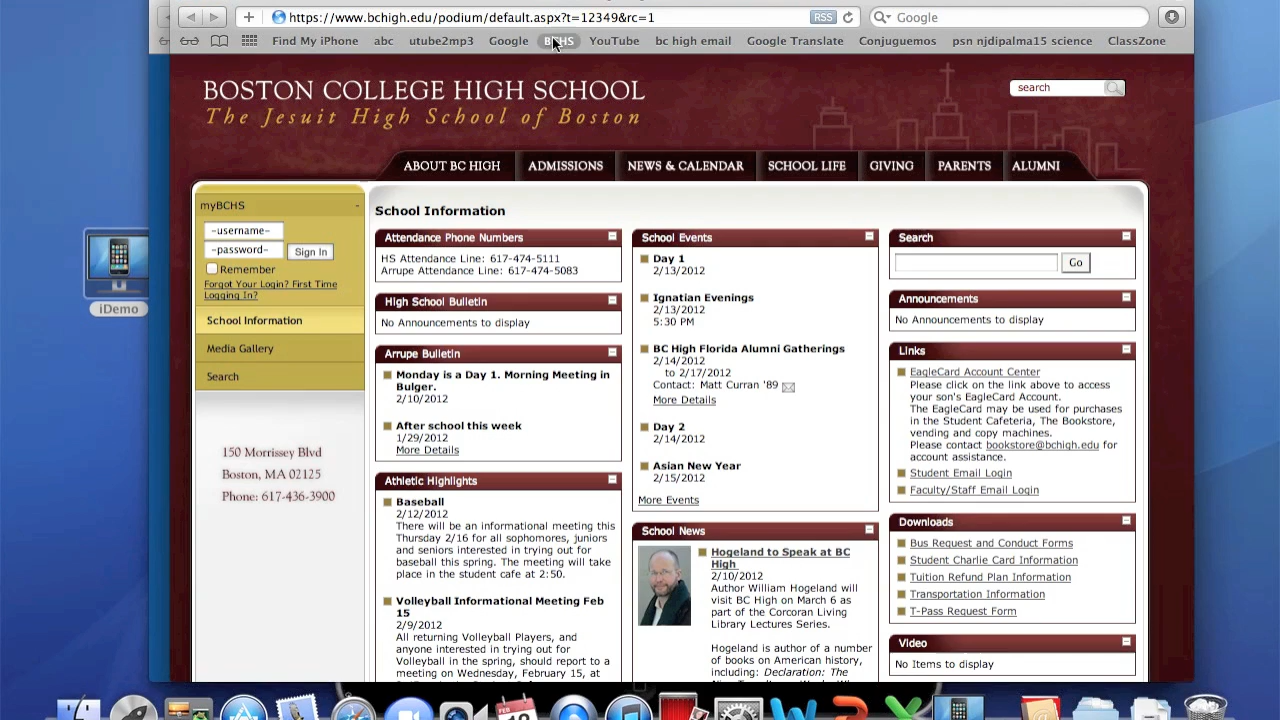 https://www.bchigh.edu/podium/default.aspx?t=12349&rc=1
RSS
Google
Find My iPhone abc utube2mp3 Google BCHS YouTube bc high email Google Translate Conjuguemos psn njdipalma15 science ClassZone
BOSTON COLLEGE HIGH SCHOOL
The Jesuit High School of Boston
search
ABOUT BC HIGH ADMISSIONS NEWS & CALENDAR SCHOOL LIFE GIVING PARENTS ALUMNI
iDemo
myBCHS -
-username-
-password- Sign In
Remember
Forgot Your Login? First Time
Logging In?
School Information
Media Gallery
Search
150 Morrissey Blvd
Boston, MA 02125
Phone: 617-436-3900
School Information
Attendance Phone Numbers
HS Attendance Line: 617-474-5111
Arrupe Attendance Line: 617-474-5083
High School Bulletin
No Announcements to display
Arrupe Bulletin
Monday is a Day 1. Morning Meeting in
Bulger.
2/10/2012
After school this week
1/29/2012
More Details
Athletic Highlights
Baseball
2/12/2012
There will be an informational meeting this
Thursday 2/16 for all sophomores, juniors
and seniors interested in trying out for
baseball this spring. The meeting will take
place in the student cafe at 2:50.
Volleyball Informational Meeting Feb
15
2/9/2012
All returning Volleyball Players, and
anyone interested in trying out for
Volleyball in the spring, should report to a
meeting on Wednesday, February 15, at
School Events
Day 1
2/13/2012
Ignatian Evenings
2/13/2012
5:30 PM
BC High Florida Alumni Gatherings
2/14/2012
to 2/17/2012
Contact: Matt Curran '89
More Details
Day 2
2/14/2012
Asian New Year
2/15/2012
More Events
School News
Hogeland to Speak at BC
High
2/10/2012
Author William Hogeland will
visit BC High on March 6 as
part of the Corcoran Living
Library Lectures Series.
Hogeland is author of a
number of books on American history,
including: Declaration: The
Search
Go
Announcements
No Announcements to display
Links
EagleCard Account Center
Please click on the link above to access
your son's EagleCard Account.
The EagleCard may be used for purchases
in the Student Cafeteria, The Bookstore,
vending and copy machines.
Please contact bookstore@bchigh.edu for
account assistance.
Student Email Login
Faculty/Staff Email Login
Downloads
Bus Request and Conduct Forms
Student Charlie Card Information
Tuition Refund Plan Information
Transportation Information
T-Pass Request Form
Video
No Items to display
FEB